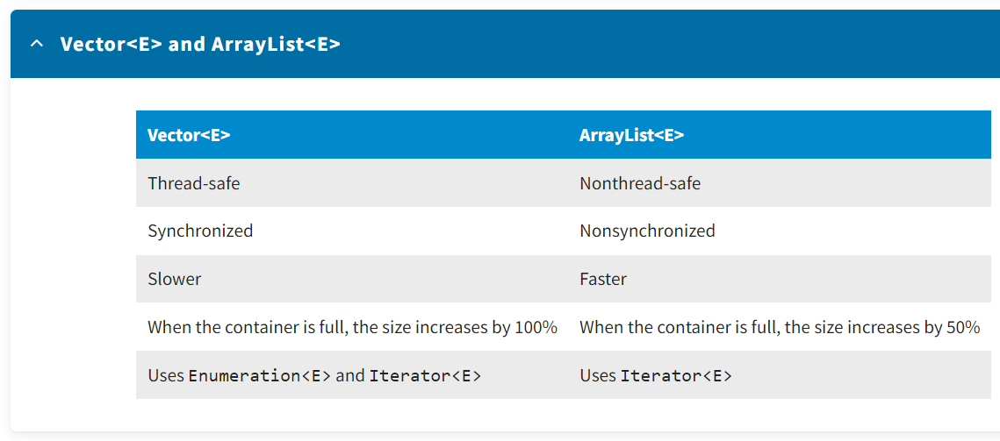 Vector<E> and ArrayList<E>
Vector<E> ArrayList<E>
Thread-safe Nonthread-safe
Synchronized Nonsynchronized
Slower Faster
When the container is full, the size increases by 100% When the container is full, the size increases by 50%
Uses Enumeration<E> and Iterator<E> Uses Iterator<E>